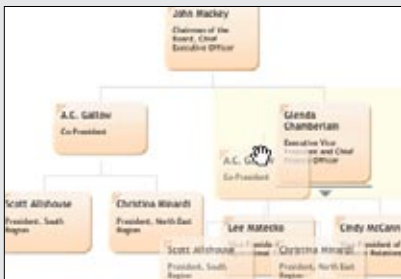 John Mackey
Chairman of the
Board, Chief
Executive Officer
A.C. Gallow
Co-President
Glenda
Chamberlain
Executive Vice
President and Chief
Officer
A.C.
Co-President
Scott Allshouse
President, South
Region
Christina Minardi
President, North East
Region
Lee Matecko
Cindy McCann
President of
Scott Allshouse
President, South
Region
Christina Minardi
President, North East
Region